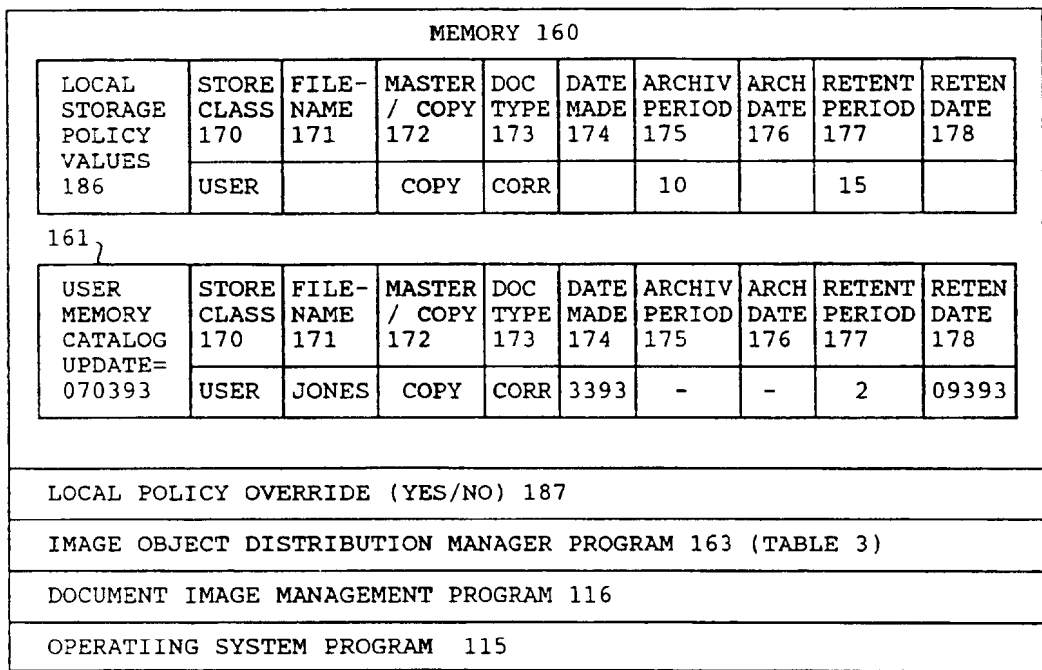 MEMORY 160
LOCAL STORAGE POLICY VALUES 186
STORE CLASS 170
FILE- NAME 171
MASTER / COPY 172
DOC TYPE 173
DATE MADE 174
ARCHIV PERIOD 175
ARCH DATE 176
RETENT PERIOD 177
RETEN DATE 178
USER COPY CORR 10 15
161
USER MEMORY CATALOG UPDATE= 070393
STORE CLASS 170
FILE- NAME 171
MASTER / COPY 172
DOC TYPE 173
DATE MADE 174
ARCHIV PERIOD 175
ARCH DATE 176
RETENT PERIOD 177
RETEN DATE 178
USER JONES COPY CORR 3393 - - 2 09393
LOCAL POLICY OVERRIDE (YES/NO) 187
IMAGE OBJECT DISTRIBUTION MANAGER PROGRAM 163 (TABLE 3)
DOCUMENT IMAGE MANAGEMENT PROGRAM 116
OPERATIING SYSTEM PROGRAM 115